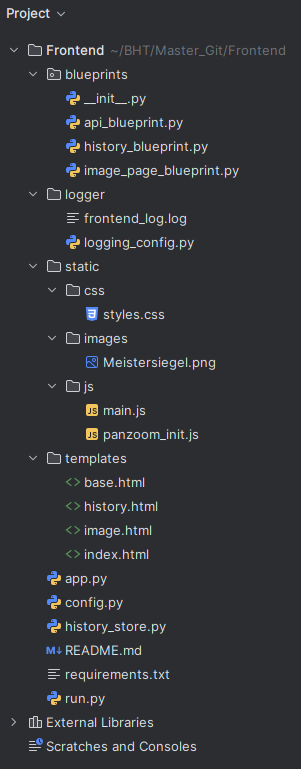 Project
Frontend ~/BHT/Master_Git/Frontend
blueprints
__init__.py
api_blueprint.py
history_blueprint.py
image_page_blueprint.py
logger
frontend_log.log
logging_config.py
static
css
styles.css
images
Meistersiegel.png
js
JS main.js
JS panzoom_init.js
templates
<> base.html
<> history.html
<> image.html
<> index.html
app.py
config.py
history_store.py
M↓ README.md
requirements.txt
run.py
External Libraries
Scratches and Consoles